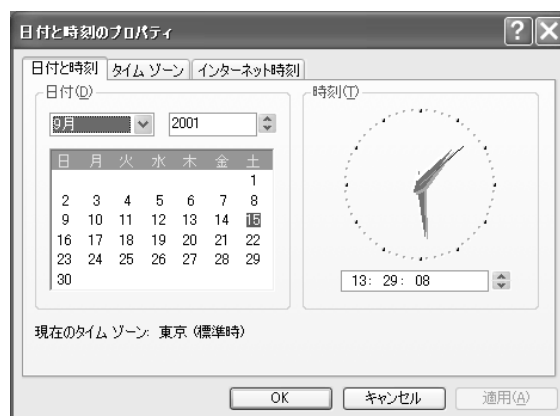 日付と時刻のプロパティ
日付と時刻 タイム ゾーン インターネット時刻
日付(D) 時刻(T)
9月 2001
日 月 火 水 木 金 土
1
2 3 4 5 6 7 8
9 10 11 12 13 14 15
16 17 18 19 20 21 22
23 24 25 26 27 28 29
30
13: 29: 08
現在のタイム ゾーン: 東京 (標準時)
OK キャンセル 適用(A)